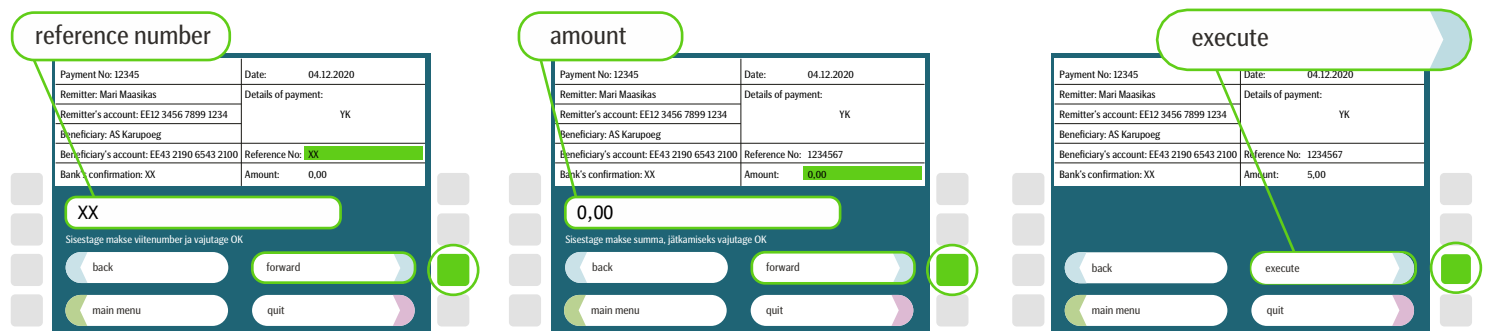 reference number
Payment No: 12345 Date: 04.12.2020
Remitter: Mari Maasikas Details of payment:
Remitter's account: EE12 3456 7899 1234 YK
Beneficiary: AS Karupoeg
Beneficiary's account: EE43 2190 6543 2100 Reference No: XX
Bank's confirmation: XX Amount: 0,00
XX
Sisestage makse viitenumber ja vajutage OK
back forward
main menu quit
amount
Payment No: 12345 Date: 04.12.2020
Remitter: Mari Maasikas Details of payment:
Remitter's account: EE12 3456 7899 1234 YK
Beneficiary: AS Karupoeg
Beneficiary's account: EE43 2190 6543 2100 Reference No: 1234567
Bank's confirmation: XX Amount: 0,00
0,00
Sisestage makse summa, jätkamiseks vajutage OK
back forward
main menu quit
execute
Payment No: 12345 Date: 04.12.2020
Remitter: Mari Maasikas Details of payment:
Remitter's account: EE12 3456 7899 1234 YK
Beneficiary: AS Karupoeg
Beneficiary's account: EE43 2190 6543 2100 Reference No: 1234567
Bank's confirmation: XX Amount: 5,00
back execute
main menu quit